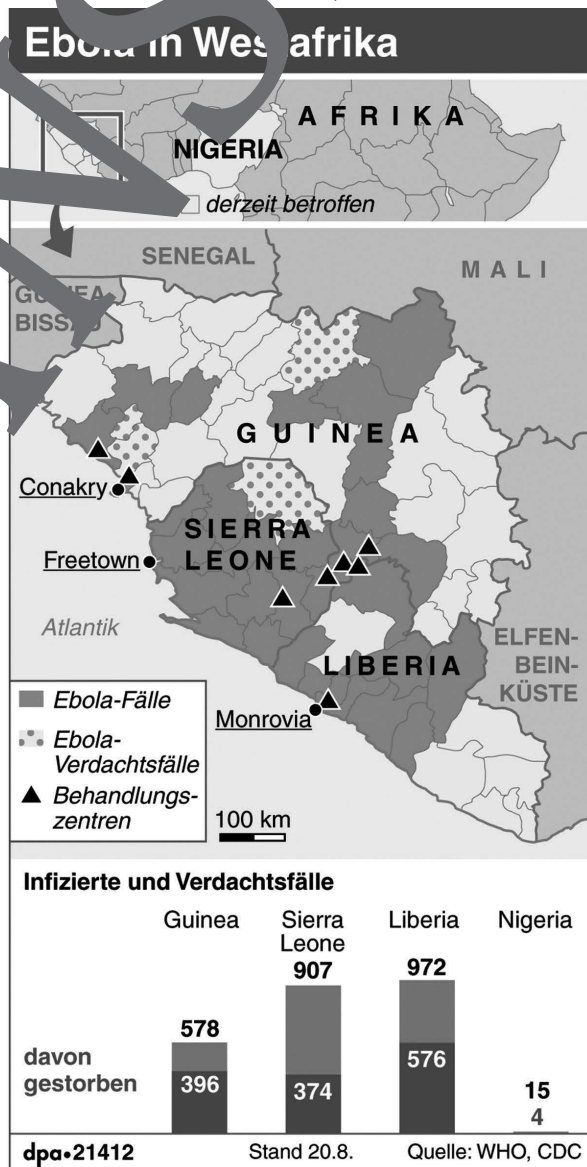 Ebola in Westafrika
AFRIKA
NIGERIA
derzeit betroffen
SENEGAL
MALI
GUINEA-
BISSAU
GUINEA
Conakry
SIERRA
LEONE
Freetown
Atlantik
ELFEN-
BEIN-
KÜSTE
LIBERIA
Monrovia
Ebola-Fälle
Ebola-
Verdachtsfälle
Behandlungs-
zentren
100 km
Infizierte und Verdachtsfälle
Guinea Sierra Leone Liberia Nigeria
578 907 972 15
davon
gestorben
396 374 576 4
dpa•21412 Stand 20.8. Quelle: WHO, CDC